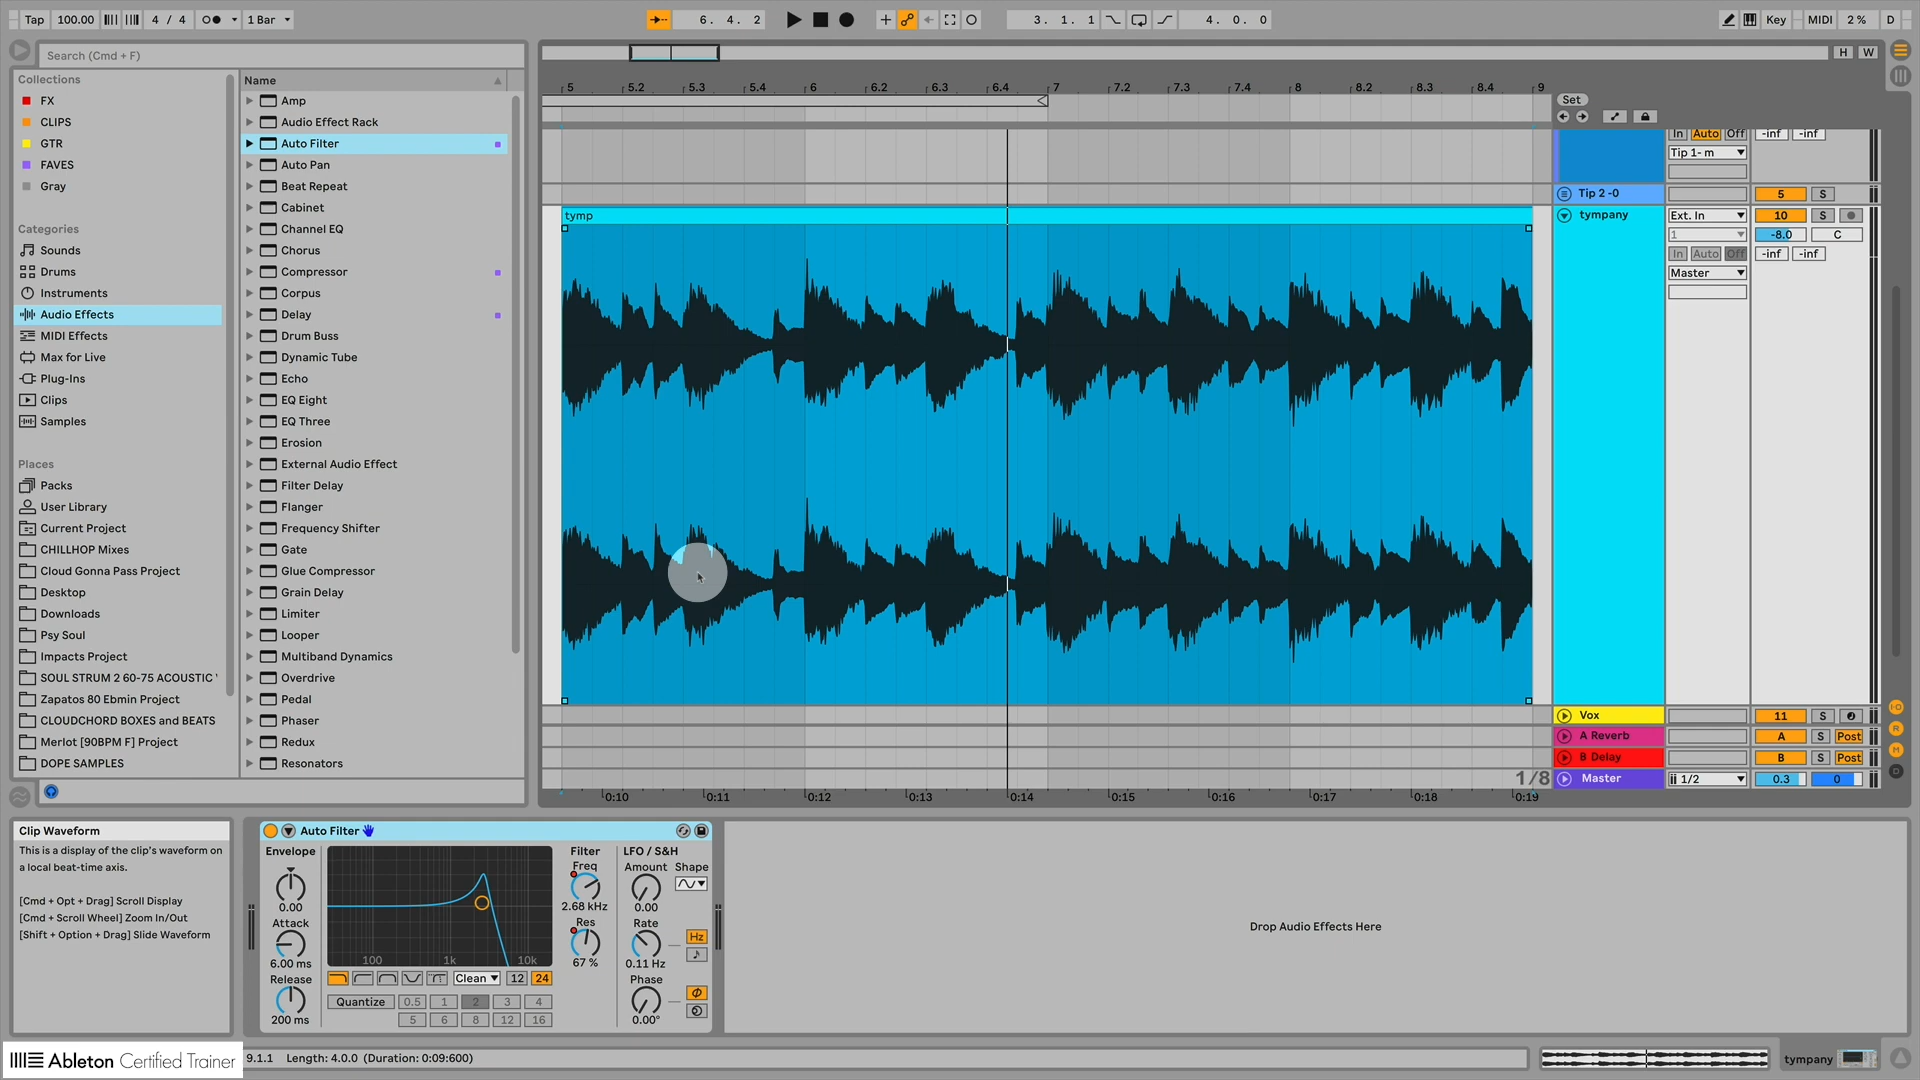 Tap 100.00 4 / 4 1 Bar 6. 4. 2 3. 1. 1 4. 0. 0 Key MIDI 2 % D
Search (Cmd + F)
H W
Collections
FX
CLIPS
GTR
FAVES
Gray
Categories
Sounds
Drums
Instruments
Audio Effects
MIDI Effects
Max for Live
Plug-Ins
Clips
Samples
Places
Packs
User Library
Current Project
CHILLHOP Mixes
Cloud Gonna Pass Project
Desktop
Downloads
Psy Soul
Impacts Project
SOUL STRUM 2 60-75 ACOUSTIC '
Zapatos 80 Ebmin Project
CLOUDCHORD BOXES and BEATS
Merlot [90BPM F] Project
DOPE SAMPLES
Name
Amp
Audio Effect Rack
Auto Filter
Auto Pan
Beat Repeat
Cabinet
Channel EQ
Chorus
Compressor
Corpus
Delay
Drum Buss
Dynamic Tube
Echo
EQ Eight
EQ Three
Erosion
External Audio Effect
Filter Delay
Flanger
Frequency Shifter
Gate
Glue Compressor
Grain Delay
Limiter
Looper
Multiband Dynamics
Overdrive
Pedal
Phaser
Redux
Resonators
5 5.2 5.3 5.4 6 6.2 6.3 6.4 7 7.2 7.3 7.4 8 8.2 8.3 8.4 9
Set
In Auto Off -inf -inf
Tip 1- m
Tip 2 -0 5 S
tymp
tympany Ext. In 10 S
1 -8.0 C
In Auto Off -inf -inf
Master
Vox 11 S
A Reverb A S Post
B Delay B S Post
1/8
Master 1/2 0.3 0
0:10 0:11 0:12 0:13 0:14 0:15 0:16 0:17 0:18 0:19
Clip Waveform
This is a display of the clip's waveform on
a local beat-time axis.
[Cmd + Opt + Drag] Scroll Display
[Cmd + Scroll Wheel] Zoom In/Out
[Shift + Option + Drag] Slide Waveform
Auto Filter
Envelope
0.00
Attack
6.00 ms
Release
200 ms
100 1k 10k
Clean 12 24
Quantize 0.5 1 2 3 4
5 6 8 12 16
Filter
Freq
2.68 kHz
Res
67 %
LFO / S&H
Amount Shape
0.00
Rate
Hz
0.11 Hz
Phase
0.00°
Drop Audio Effects Here
Ableton Certified Trainer
9.1.1 Length: 4.0.0 (Duration: 0:09:600)
tympany